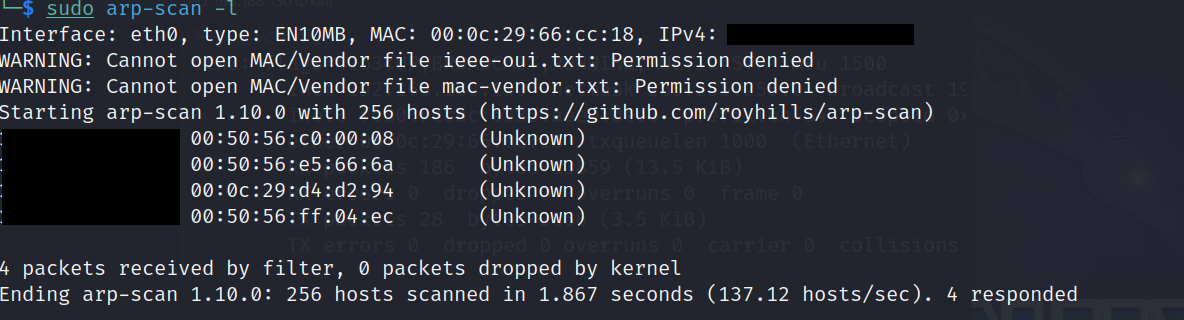 └─$ sudo arp-scan -l
Interface: eth0, type: EN10MB, MAC: 00:0c:29:66:cc:18, IPv4:
WARNING: Cannot open MAC/Vendor file ieee-oui.txt: Permission denied
WARNING: Cannot open MAC/Vendor file mac-vendor.txt: Permission denied
Starting arp-scan 1.10.0 with 256 hosts (https://github.com/royhills/arp-scan)
00:50:56:c0:00:08 (Unknown)
00:50:56:e5:66:6a (Unknown)
00:0c:29:d4:d2:94 (Unknown)
00:50:56:ff:04:ec (Unknown)
4 packets received by filter, 0 packets dropped by kernel
Ending arp-scan 1.10.0: 256 hosts scanned in 1.867 seconds (137.12 hosts/sec). 4 responded